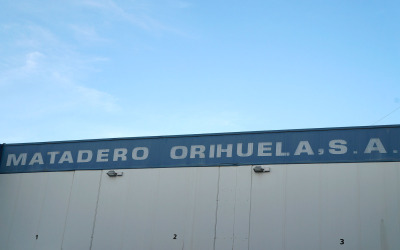 MATADERO ORIHUELA, S.A.
1 2 3